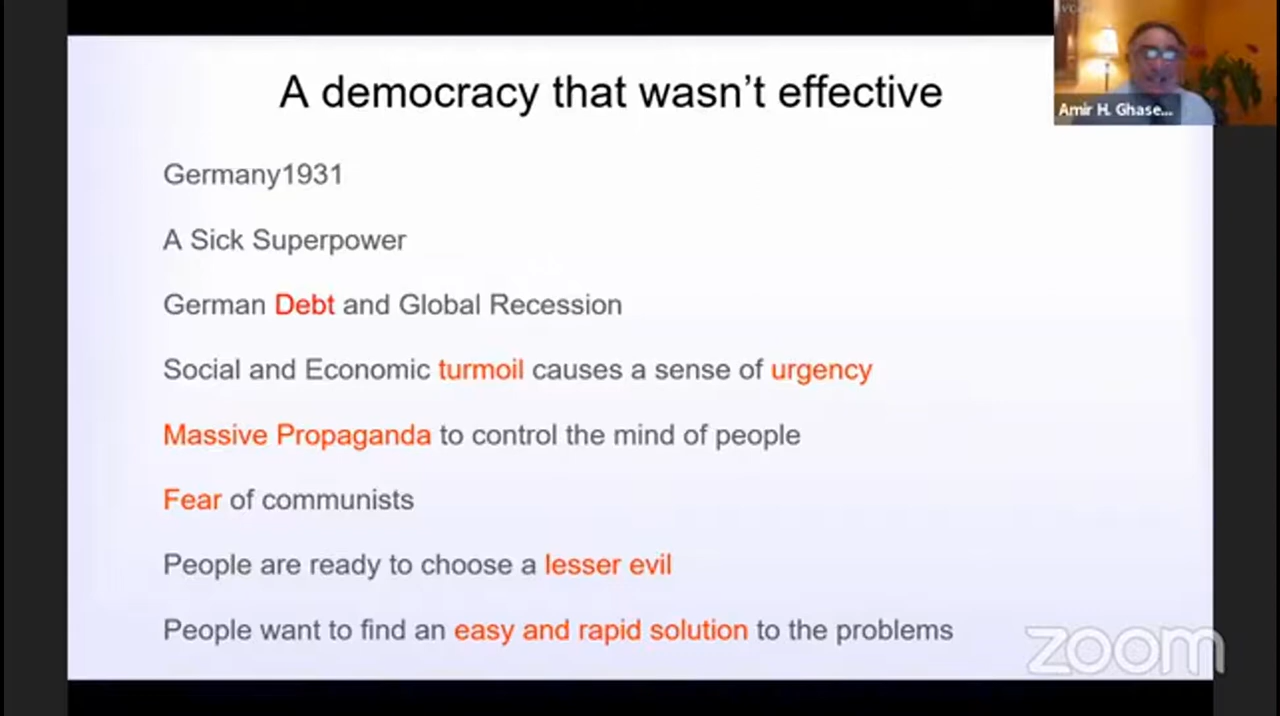 A democracy that wasn't effective
Amir H. Ghase...
Germany1931
A Sick Superpower
German Debt and Global Recession
Social and Economic turmoil causes a sense of urgency
Massive Propaganda to control the mind of people
Fear of communists
People are ready to choose a lesser evil
People want to find an easy and rapid solution to the problems
zoom